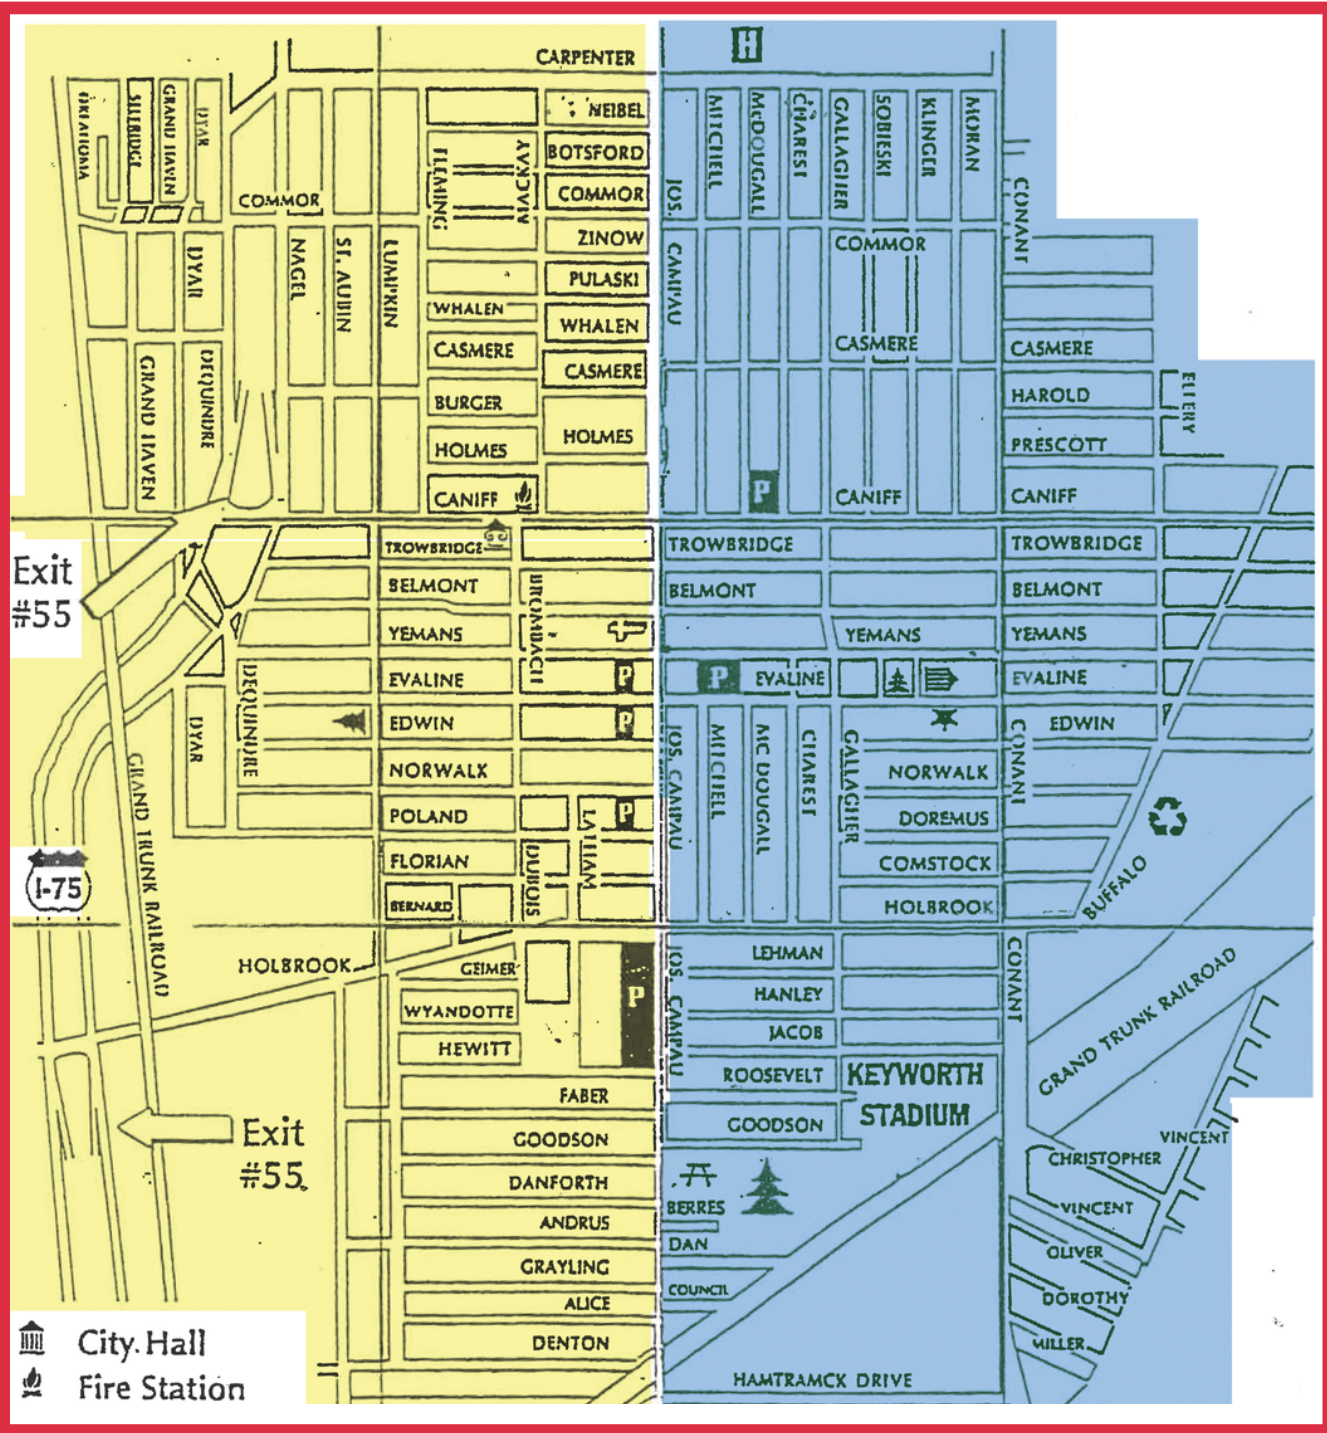 CARPENTER
H
OKLAHOMA
SELERIDGE
GRAND HAVEN
DYAR
NEIBEL
FLEMING
MACKAY
BOTSFORD
COMMOR
COMMOR
ZINOW
JOS. CAMPAU
MITCHELL
McDOUGALL
CHAREST
GALLAGHER
SOBIESKI
KLINGER
MORAN
CONANT
DYAR
NAGEL
ST. AUBIN
LUMPKIN
PULASKI
WHALEN
WHALEN
CASMERE
CASMERE
BURGER
HOLMES
HOLMES
CANIFF
COMMOR
CASMERE
CASMERE
HAROLD
ELLERY
PRESCOTT
GRAND HAVEN
DEQUINDRE
P
CANIFF
CANIFF
Exit
#55
TROWBRIDGE
TROWBRIDGE
TROWBRIDGE
BELMONT
BELMONT
BELMONT
BROMBACH
YEMANS
YEMANS
YEMANS
EVALINE
P
P
EVALINE
EVALINE
DEQUINDRE
DYAR
EDWIN
P
EDWIN
JOS. CAMPAU
MITCHELL
MC DOUGALL
CHAREST
GALLAGHER
CONANT
NORWALK
NORWALK
GRAND TRUNK RAILROAD
POLAND
P
LATHAM
DOREMUS
FLORIAN
DUBOIS
COMSTOCK
I-75
BERNARD
HOLBROOK
BUFFALO
HOLBROOK
GEIMER
LEHMAN
CONANT
WYANDOTTE
P
JOS. CAMPAU
HANLEY
HEWITT
JACOB
GRAND TRUNK RAILROAD
ROOSEVELT
KEYWORTH
STADIUM
FABER
GOODSON
Exit
#55
GOODSON
VINCENT
CHRISTOPHER
DANFORTH
BERRES
VINCENT
ANDRUS
DAN
OLIVER
GRAYLING
COUNCIL
DOROTHY
ALICE
DENTON
MILLER
HAMTRAMCK DRIVE
City Hall
Fire Station